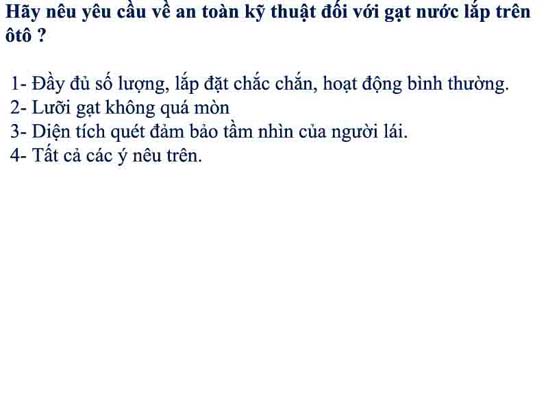 Hãy nêu yêu cầu về an toàn kỹ thuật đối với gạt nước lắp trên
ôtô ?
1- Đầy đủ số lượng, lắp đặt chắc chắn, hoạt động bình thường.
2- Lưỡi gạt không quá mòn
3- Diện tích quét đảm bảo tầm nhìn của người lái.
4- Tất cả các ý nêu trên.